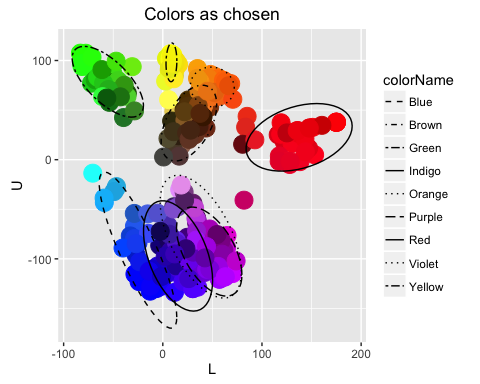 Colors as chosen
colorName
Blue
Brown
Green
Indigo
Orange
Purple
Red
Violet
Yellow
100
0
-100
U
-100
0
100
200
L